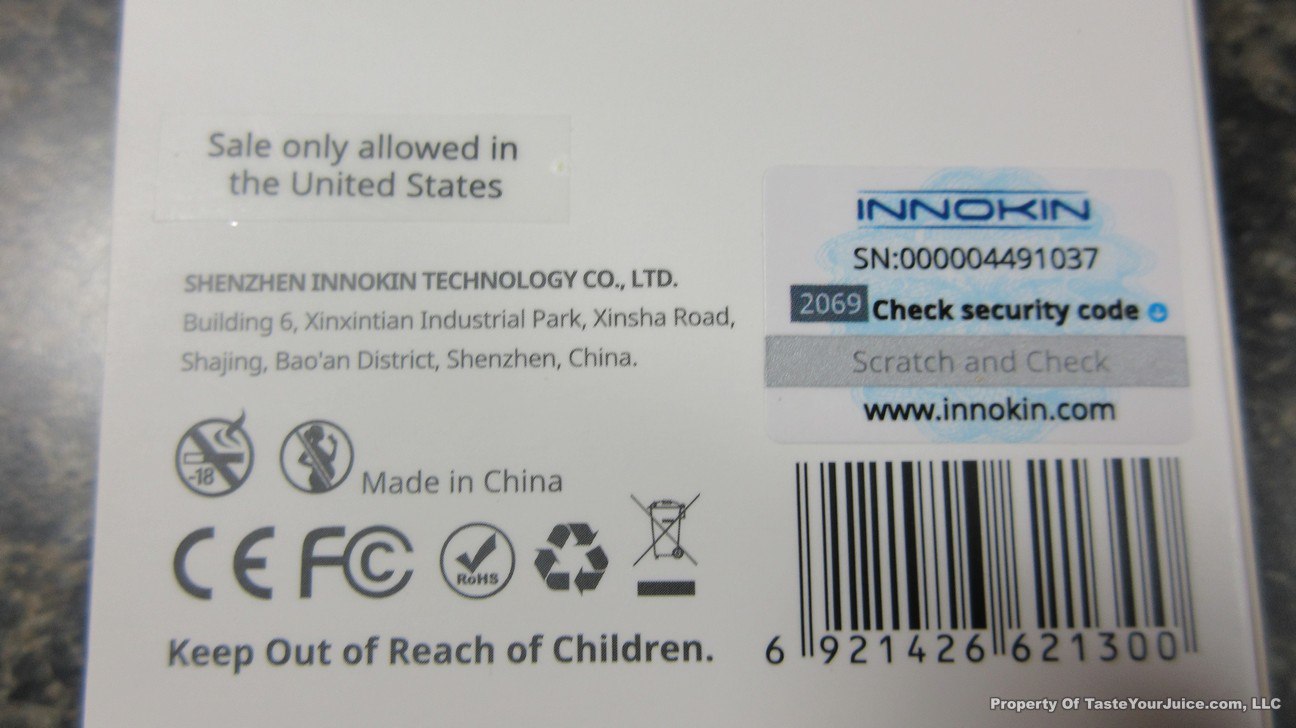 Sale only allowed in
the United States
SHENZHEN INNOKIN TECHNOLOGY CO., LTD.
Building 6, Xinxintian Industrial Park, Xinsha Road,
Shajing, Bao'an District, Shenzhen, China.
-18
Made in China
CE FC
RoHS
Keep Out of Reach of Children.
INNOKIN
SN:000004491037
2069 Check security code
Scratch and Check
www.innokin.com
6 921426 621300
Property Of TasteYourJuice.com, LLC